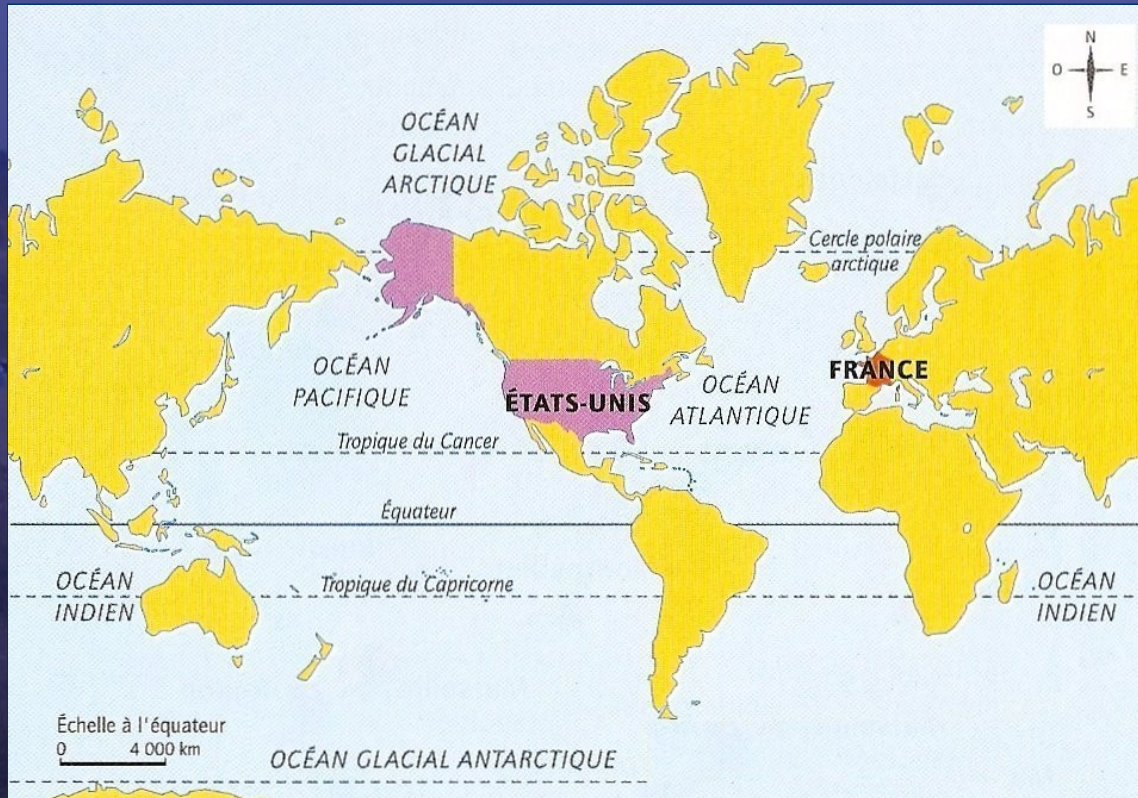 N
O E
S
OCÉAN
GLACIAL
ARCTIQUE
Cercle polaire
arctique
OCÉAN
PACIFIQUE
ÉTATS-UNIS
OCÉAN
ATLANTIQUE
FRANCE
Tropique du Cancer
Équateur
OCÉAN
INDIEN
Tropique du Capricorne
OCÉAN
INDIEN
Échelle à l'équateur
0 4 000 km
OCÉAN GLACIAL ANTARCTIQUE